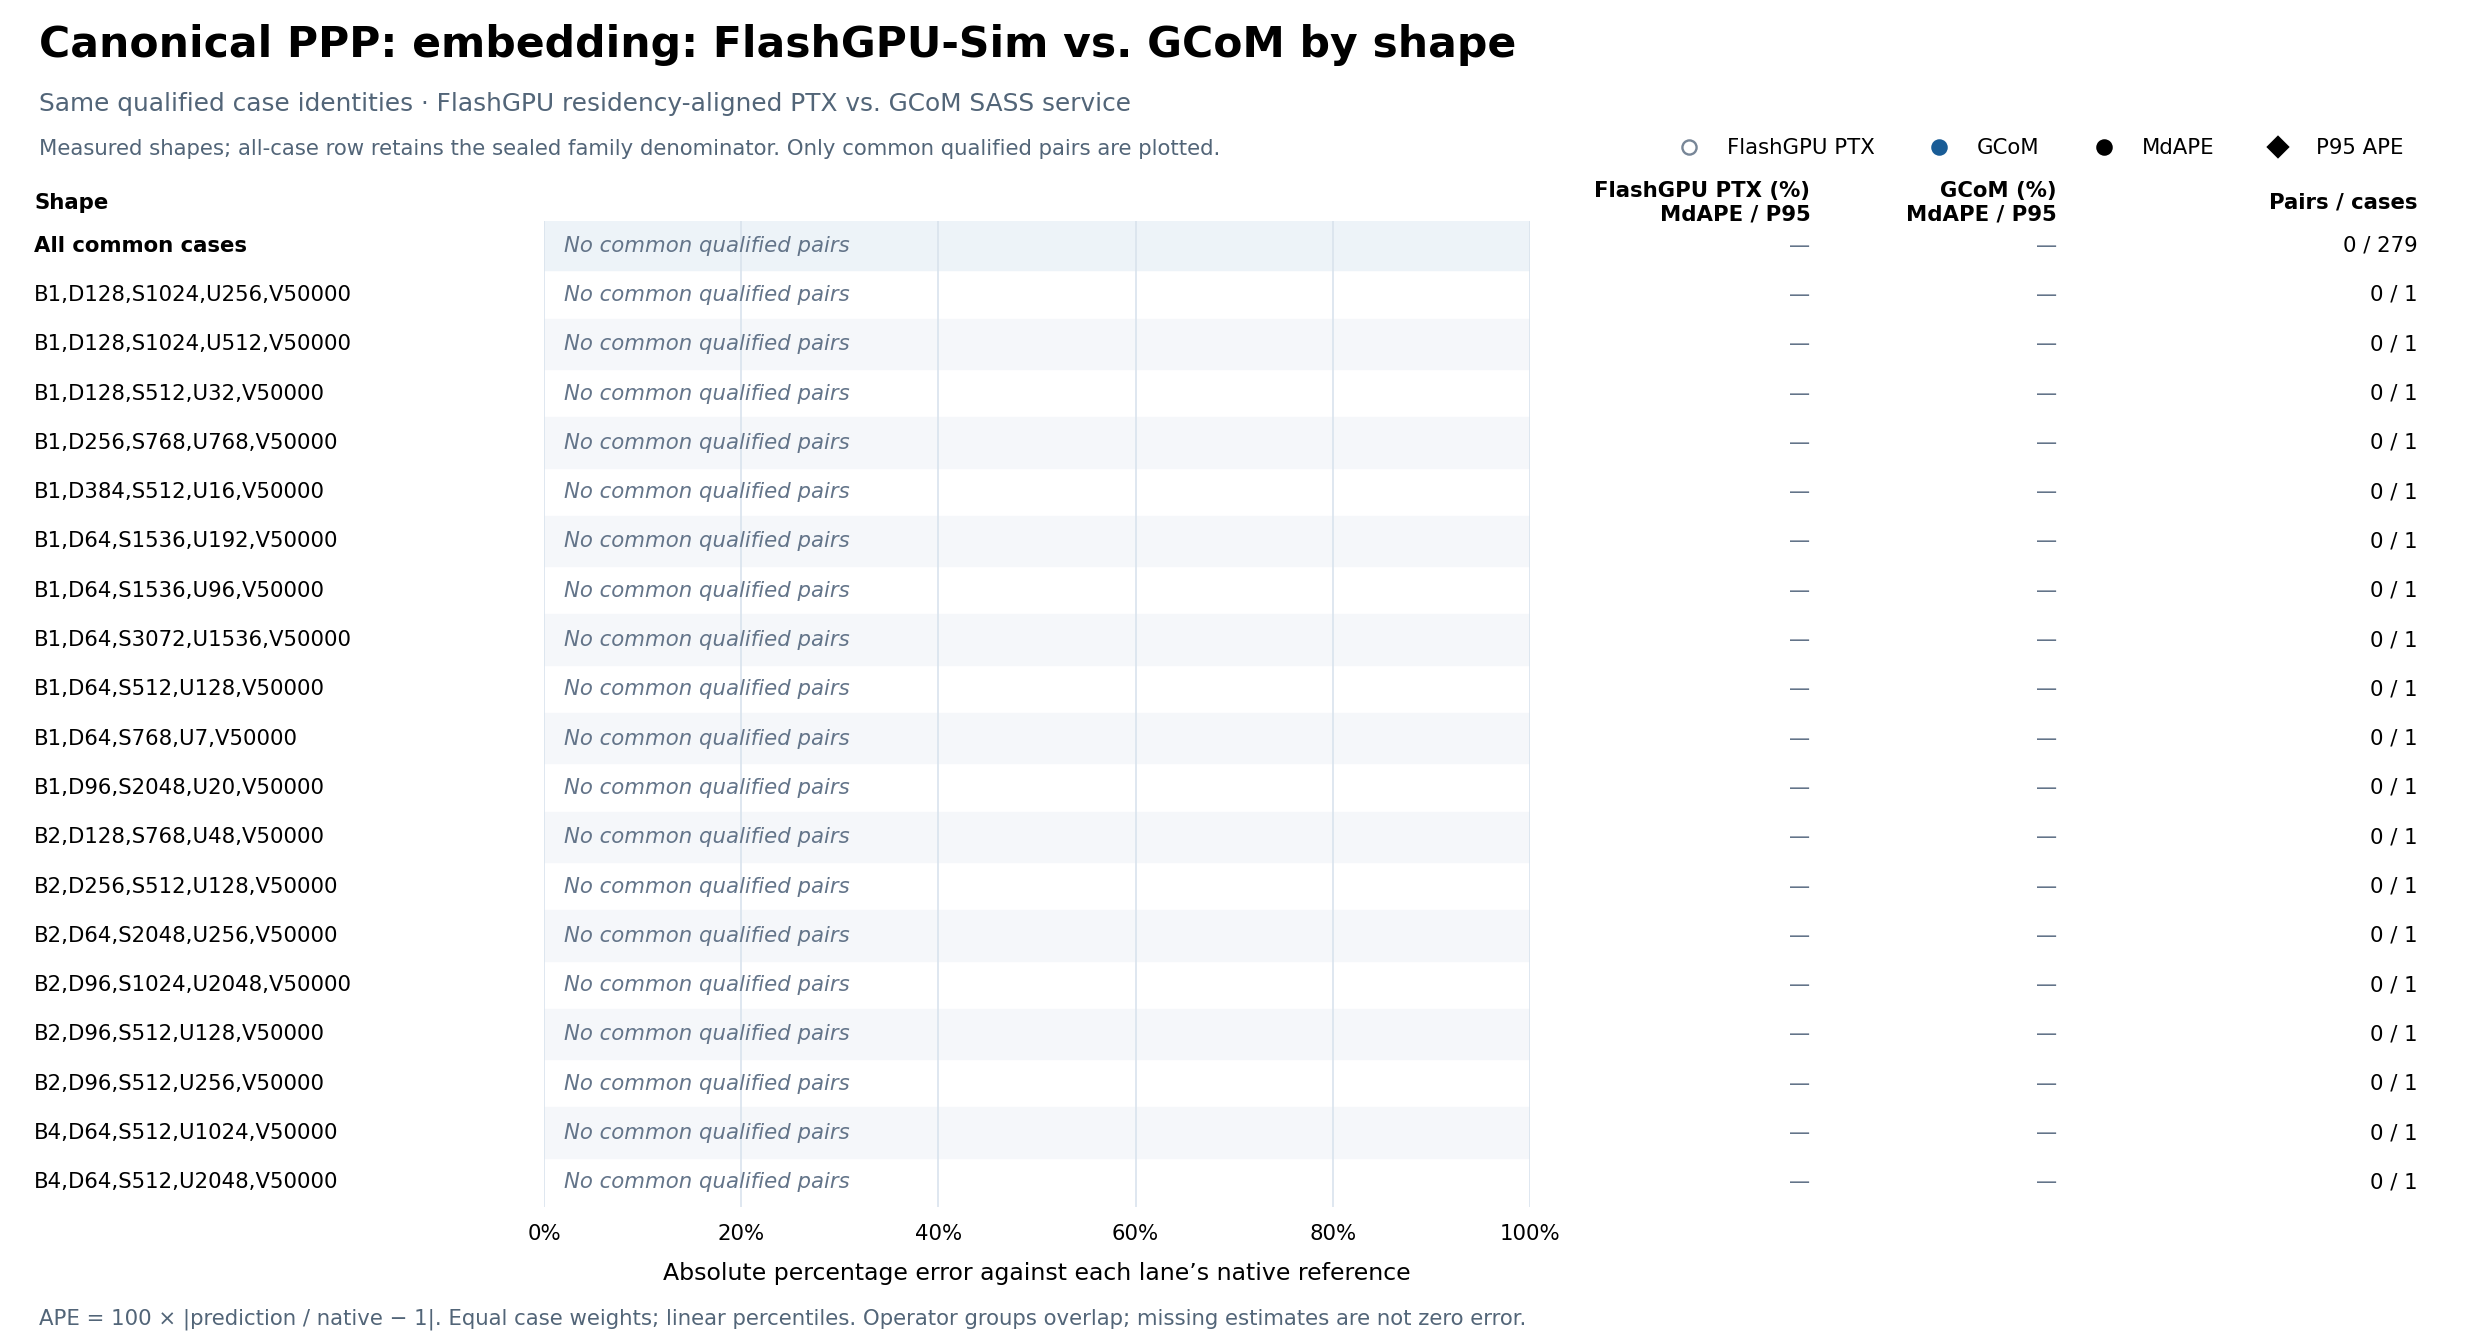 Canonical PPP: embedding: FlashGPU-Sim vs. GCoM by shape
Same qualified case identities · FlashGPU residency-aligned PTX vs. GCoM SASS service
Measured shapes; all-case row retains the sealed family denominator. Only common qualified pairs are plotted.
FlashGPU PTX GCoM MdAPE P95 APE
Shape FlashGPU PTX (%) MdAPE / P95 GCoM (%) MdAPE / P95 Pairs / cases
All common cases No common qualified pairs — — 0 / 279
B1,D128,S1024,U256,V50000 No common qualified pairs — — 0 / 1
B1,D128,S1024,U512,V50000 No common qualified pairs — — 0 / 1
B1,D128,S512,U32,V50000 No common qualified pairs — — 0 / 1
B1,D256,S768,U768,V50000 No common qualified pairs — — 0 / 1
B1,D384,S512,U16,V50000 No common qualified pairs — — 0 / 1
B1,D64,S1536,U192,V50000 No common qualified pairs — — 0 / 1
B1,D64,S1536,U96,V50000 No common qualified pairs — — 0 / 1
B1,D64,S3072,U1536,V50000 No common qualified pairs — — 0 / 1
B1,D64,S512,U128,V50000 No common qualified pairs — — 0 / 1
B1,D64,S768,U7,V50000 No common qualified pairs — — 0 / 1
B1,D96,S2048,U20,V50000 No common qualified pairs — — 0 / 1
B2,D128,S768,U48,V50000 No common qualified pairs — — 0 / 1
B2,D256,S512,U128,V50000 No common qualified pairs — — 0 / 1
B2,D64,S2048,U256,V50000 No common qualified pairs — — 0 / 1
B2,D96,S1024,U2048,V50000 No common qualified pairs — — 0 / 1
B2,D96,S512,U128,V50000 No common qualified pairs — — 0 / 1
B2,D96,S512,U256,V50000 No common qualified pairs — — 0 / 1
B4,D64,S512,U1024,V50000 No common qualified pairs — — 0 / 1
B4,D64,S512,U2048,V50000 No common qualified pairs — — 0 / 1
0% 20% 40% 60% 80% 100%
Absolute percentage error against each lane’s native reference
APE = 100 × |prediction / native − 1|. Equal case weights; linear percentiles. Operator groups overlap; missing estimates are not zero error.